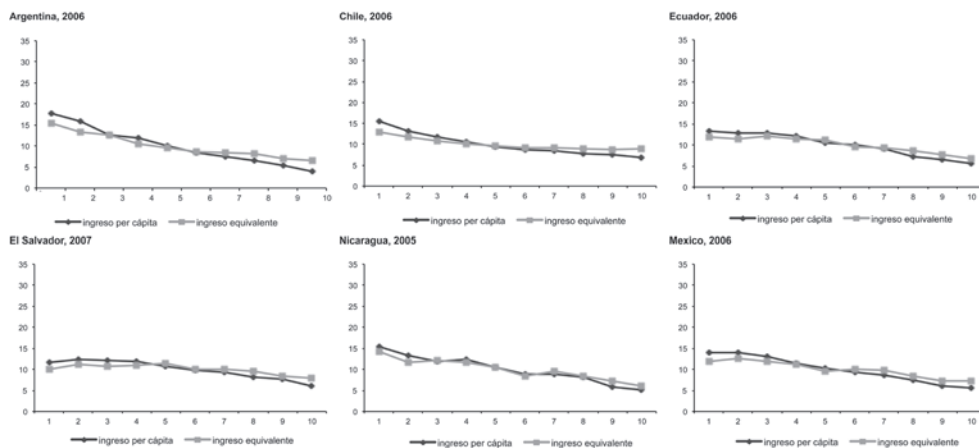 Argentina, 2006
35
30
25
20
15
10
5
0
1 2 3 4 5 6 7 8 9 10
ingreso per cápita ingreso equivalente
Chile, 2006
35
30
25
20
15
10
5
0
1 2 3 4 5 6 7 8 9 10
ingreso per cápita ingreso equivalente
Ecuador, 2006
35
30
25
20
15
10
5
0
1 2 3 4 5 6 7 8 9 10
ingreso per cápita ingreso equivalente
El Salvador, 2007
35
30
25
20
15
10
5
0
1 2 3 4 5 6 7 8 9 10
ingreso per cápita ingreso equivalente
Nicaragua, 2005
35
30
25
20
15
10
5
0
1 2 3 4 5 6 7 8 9 10
ingreso per cápita ingreso equivalente
Mexico, 2006
35
30
25
20
15
10
5
0
1 2 3 4 5 6 7 8 9 10
ingreso per cápita ingreso equivalente